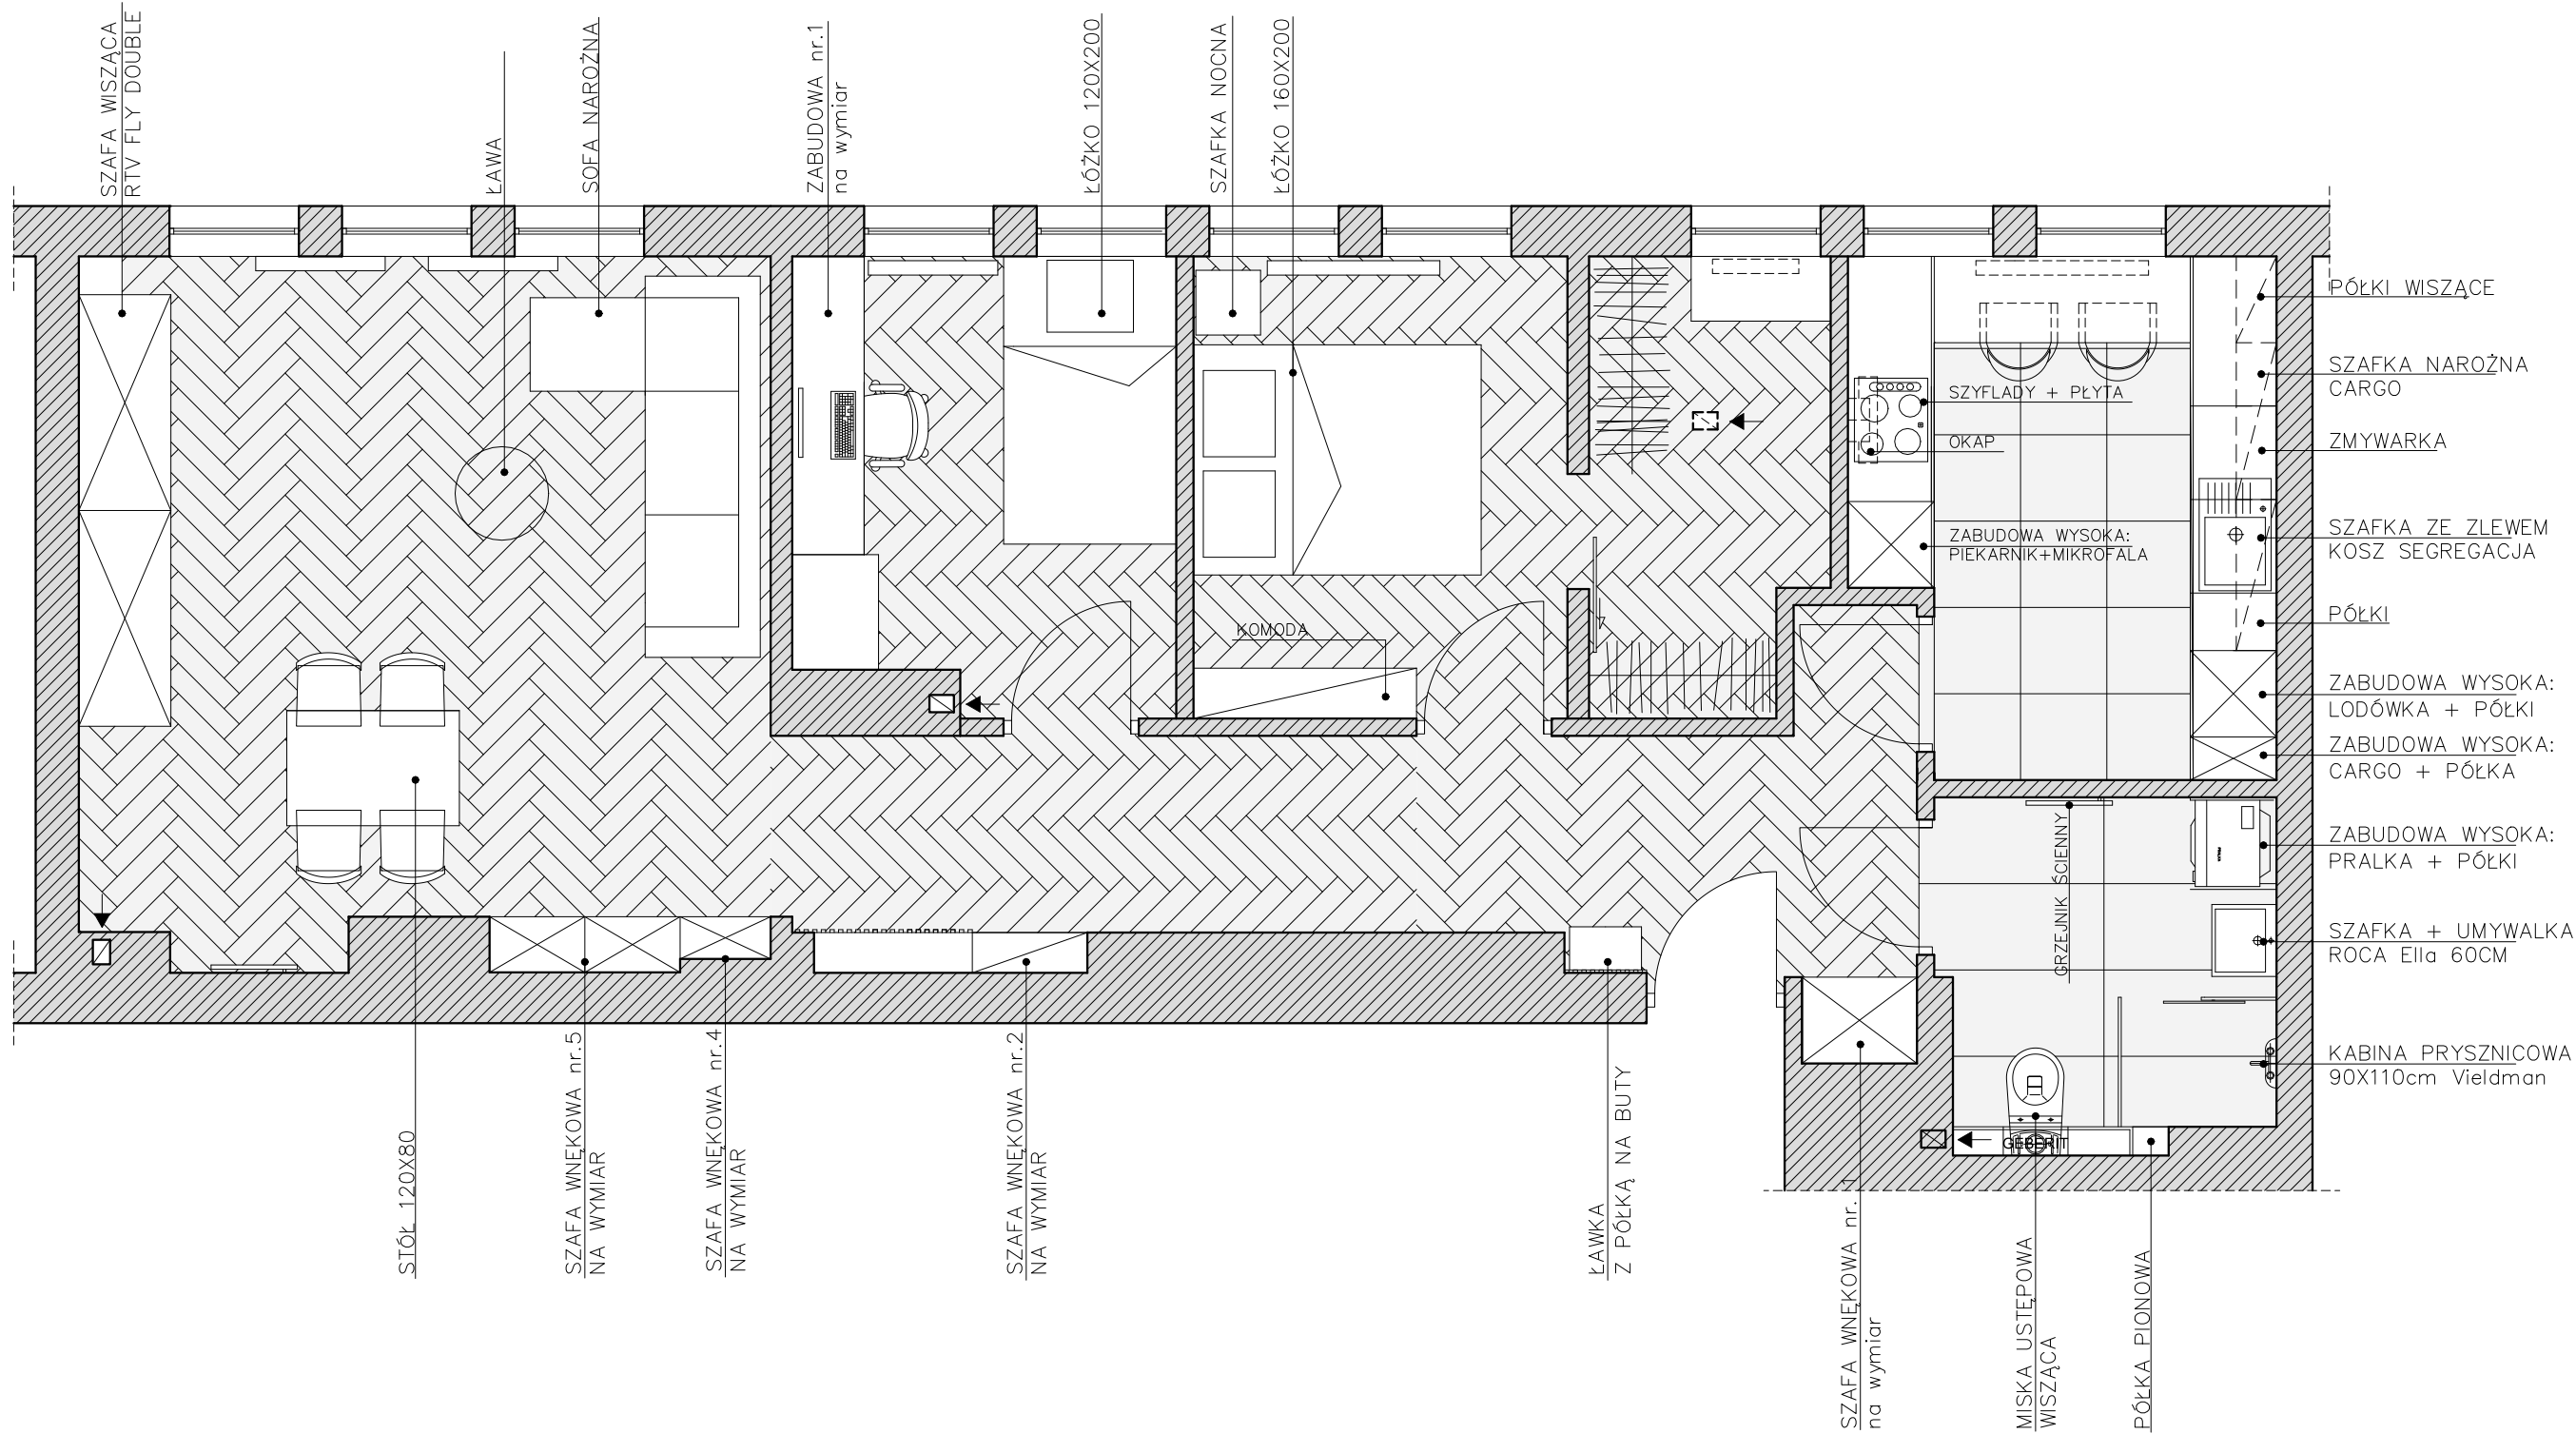 SZAFA WISZĄCA
RTV FLY DOUBLE
ŁAWA
SOFA NAROŻNA
ZABUDOWA nr.1
na wymiar
ŁÓŻKO 120X200
SZAFKA NOCNA
ŁÓŻKO 160X200
PÓŁKI WISZĄCE
SZAFKA NAROŻNA
CARGO
ZMYWARKA
SZAFKA ZE ZLEWEM
KOSZ SEGREGACJA
PÓŁKI
ZABUDOWA WYSOKA:
LODÓWKA + PÓŁKI
ZABUDOWA WYSOKA:
CARGO + PÓŁKA
ZABUDOWA WYSOKA:
PRALKA + PÓŁKI
SZAFKA + UMYWALKA
ROCA Ella 60CM
KABINA PRYSZNICOWA
90X110cm Vieldman
SZYFLADY + PŁYTA
OKAP
ZABUDOWA WYSOKA:
PIEKARNIK+MIKROFALA
KOMODA
GRZEJNIK ŚCIENNY
GEBERIT
STÓŁ 120X80
SZAFA WNĘKOWA nr.5
NA WYMIAR
SZAFA WNĘKOWA nr.4
NA WYMIAR
SZAFA WNĘKOWA nr.2
NA WYMIAR
ŁAWKA
Z PÓŁKĄ NA BUTY
SZAFA WNĘKOWA nr.1
na wymiar
MISKA USTĘPOWA
WISZĄCA
PÓŁKA PIONOWA